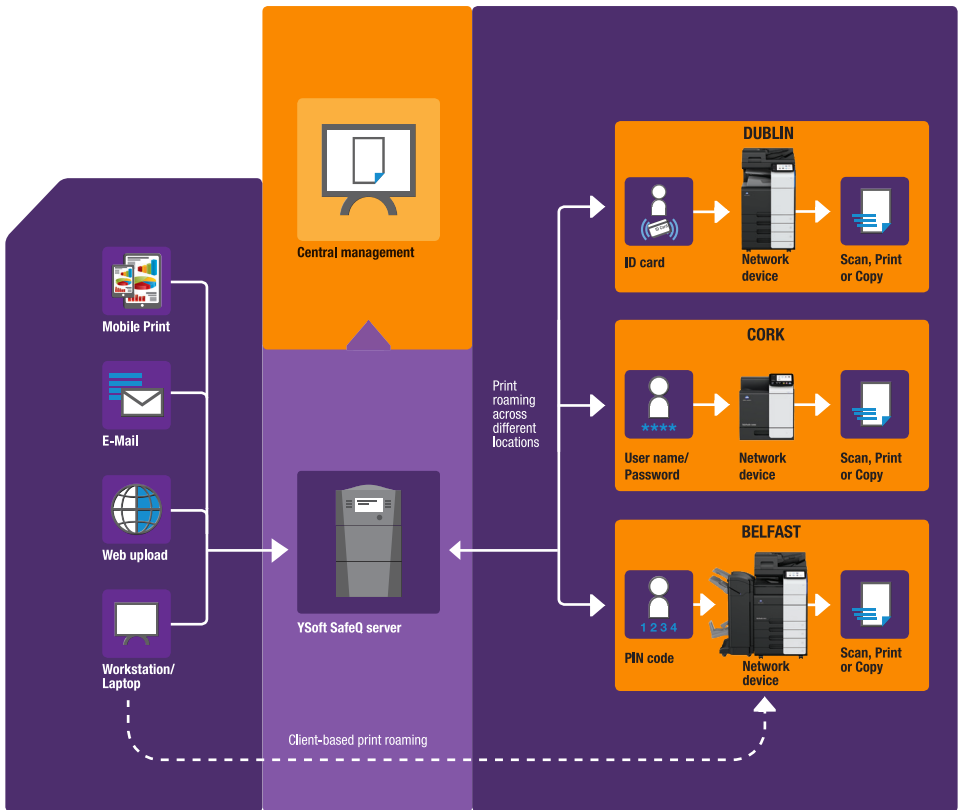 Mobile Print
E-Mail
Web upload
Workstation/
Laptop
Central management
YSoft SafeQ server
Client-based print roaming
Print
roaming
across
different
locations
DUBLIN
ID card
ID card
Network
device
Scan, Print
or Copy
CORK
****
User name/
Password
Network
device
Scan, Print
or Copy
BELFAST
1 2 3 4
PIN code
Network
device
Scan, Print
or Copy